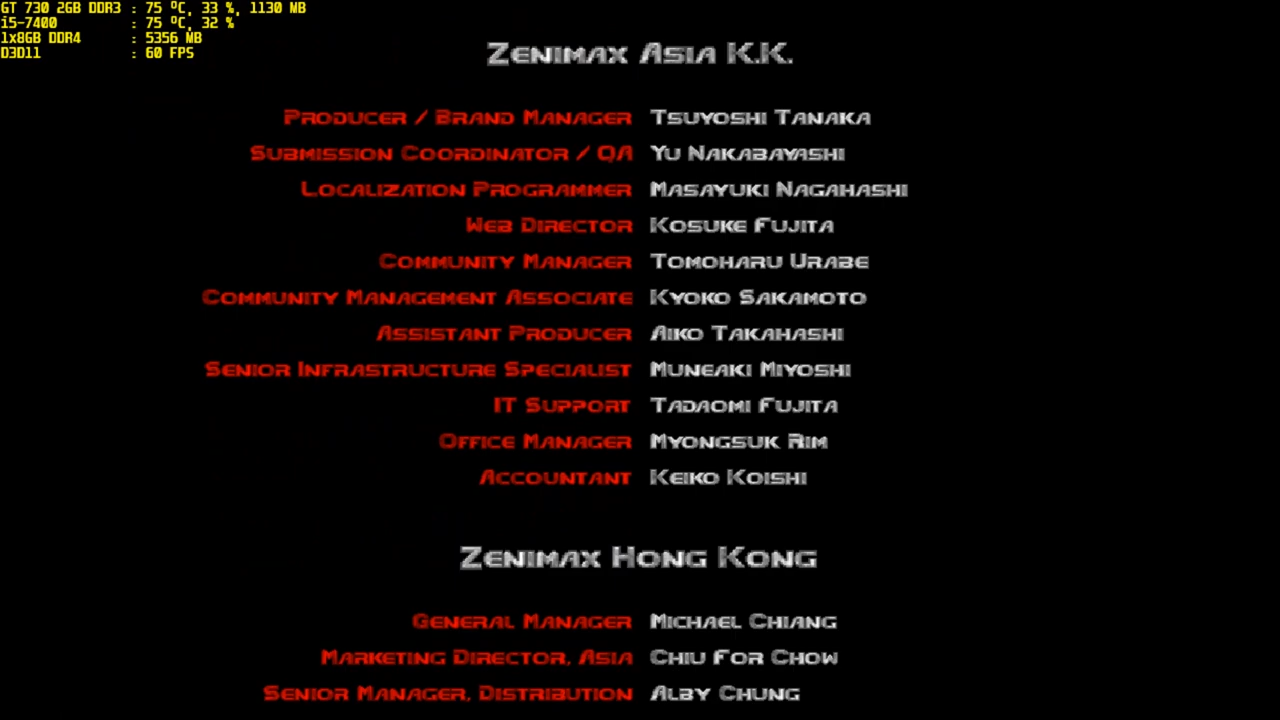 GT 730 2GB DDR3 : 75 ºC, 33 %, 1130 MB
i5-7400 : 75 ºC, 32 %
1x8GB DDR4 : 5356 MB
D3D11 : 60 FPS
Zenimax Asia K.K.
Producer / Brand Manager Tsuyoshi Tanaka
Submission Coordinator / QA Yu Nakabayashi
Localization Programmer Masayuki Nagahashi
Web Director Kosuke Fujita
Community Manager Tomoharu Urabe
Community Management Associate Kyoko Sakamoto
Assistant Producer Aiko Takahashi
Senior Infrastructure Specialist Muneaki Miyoshi
IT Support Tadaomi Fujita
Office Manager Myongsuk Rim
Accountant Keiko Koishi
Zenimax Hong Kong
General Manager Michael Chiang
Marketing Director, Asia Chiu For Chow
Senior Manager, Distribution Alby Chung